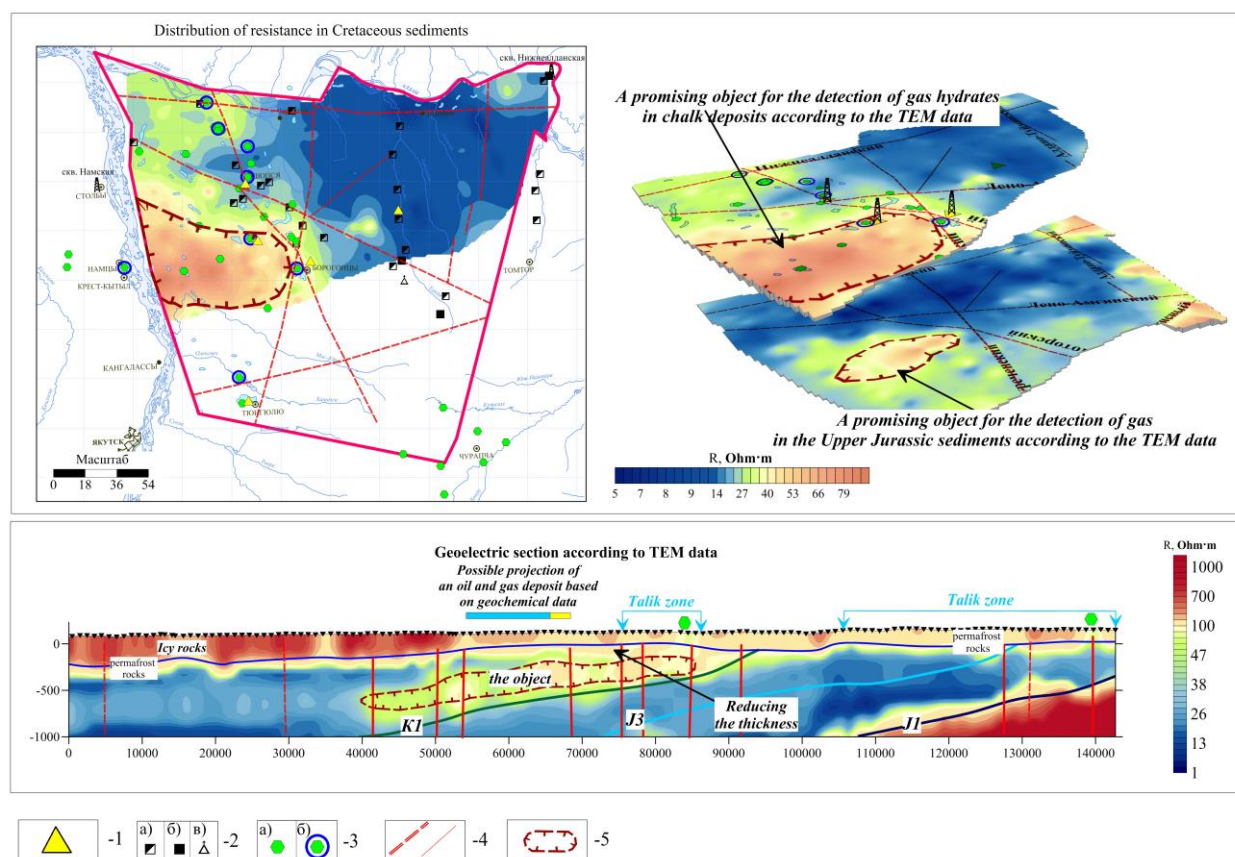 Distribution of resistance in Cretaceous sediments
скв. Нижнеалданская
скв. Намская
СТОЛБЫ
ДЮПСЯ
НАМЦЫ
КРЕСТ-КЫТЫЛ
БОРОГОНЦЫ
ТОМТОР
КАНГАЛАССЫ
ТЮНГЮЛЮ
ЯКУТСК
ЧУРАПЧА
Масштаб
0 18 36 54
A promising object for the detection of gas hydrates
in chalk deposits according to the TEM data
A promising object for the detection of gas
in the Upper Jurassic sediments according to the TEM data
R, Ohm·m
5 7 8 9 14 27 40 53 66 79
Geoelectric section according to TEM data
Possible projection of
an oil and gas deposit based
on geochemical data
Talik zone
Talik zone
Icy rocks
permafrost
rocks
permafrost
rocks
the object
K1
J3
Reducing
the thickness
J1
0
-500
-1000
0 10000 20000 30000 40000 50000 60000 70000 80000 90000 100000 110000 120000 130000 140000
R, Ohm·m
1000
700
100
70
48
36
26
13
1
-1
а) б) в) -2
а) б) -3
-4
-5